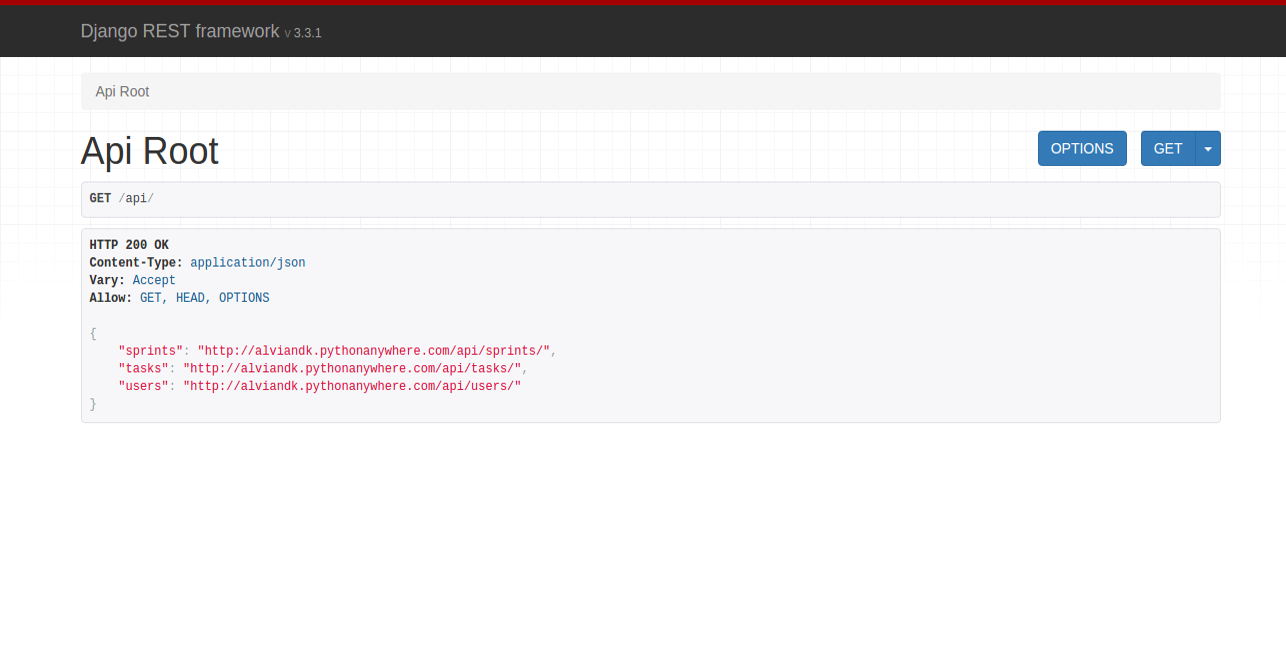 Django REST framework v 3.3.1
Api Root
Api Root
OPTIONS GET
GET /api/
HTTP 200 OK
Content-Type: application/json
Vary: Accept
Allow: GET, HEAD, OPTIONS
{
    "sprints": "http://alviandk.pythonanywhere.com/api/sprints/",
    "tasks": "http://alviandk.pythonanywhere.com/api/tasks/",
    "users": "http://alviandk.pythonanywhere.com/api/users/"
}